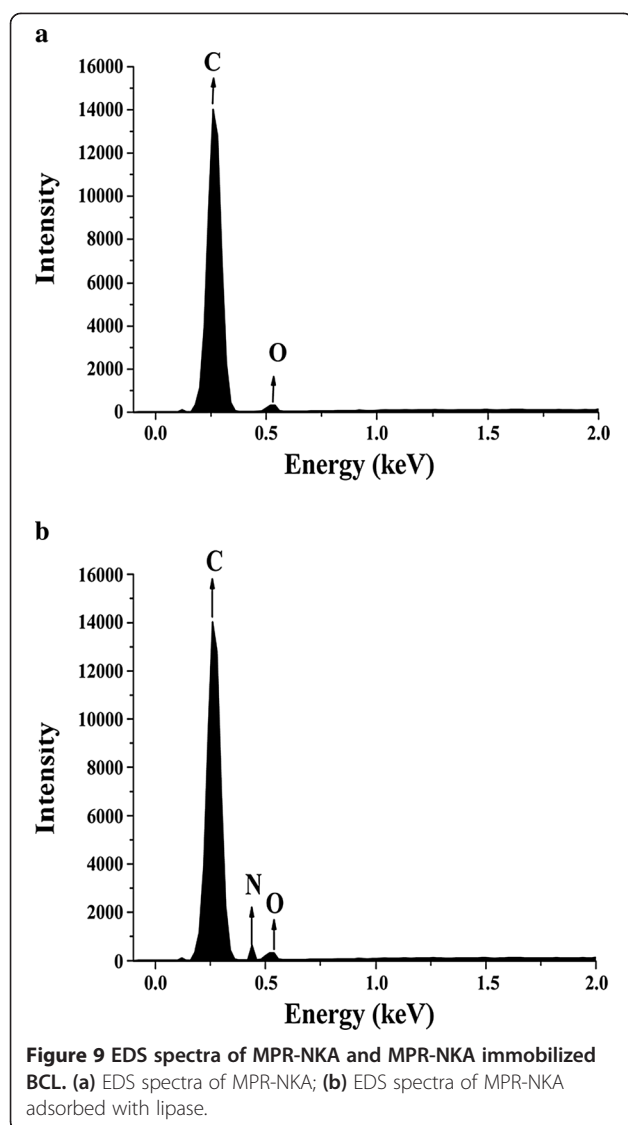 a
C
16000
14000
12000
10000
8000
6000
4000
2000
0
Intensity
O
0.0 0.5 1.0 1.5 2.0
Energy (keV)
b
C
16000
14000
12000
10000
8000
6000
4000
2000
0
Intensity
N O
0.0 0.5 1.0 1.5 2.0
Energy (keV)
Figure 9 EDS spectra of MPR-NKA and MPR-NKA immobilized
BCL. (a) EDS spectra of MPR-NKA; (b) EDS spectra of MPR-NKA
adsorbed with lipase.